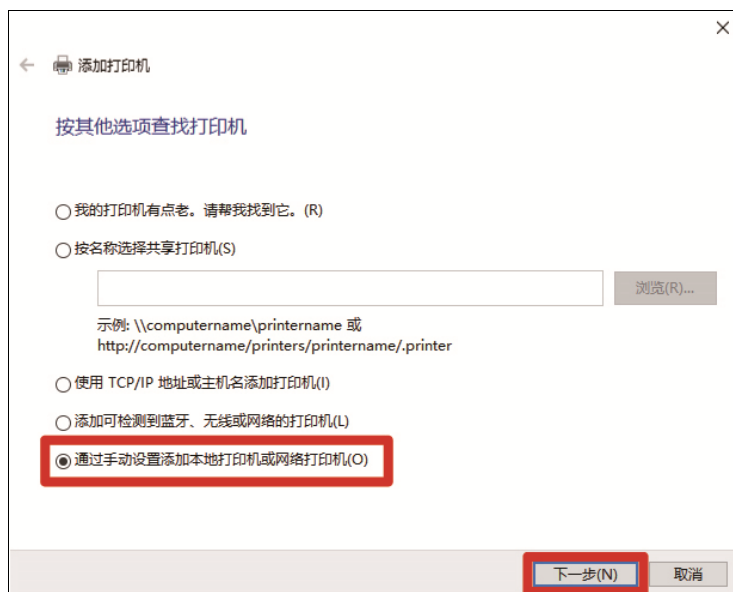 添加打印机
按其他选项查找打印机
我的打印机有点老。请帮我找到它。(R)
按名称选择共享打印机(S)
浏览(R)...
示例: \\computername\printername 或
http://computername/printers/printername/.printer
使用 TCP/IP 地址或主机名添加打印机(I)
添加可检测到蓝牙、无线或网络的打印机(L)
通过手动设置添加本地打印机或网络打印机(O)
下一步(N)
取消